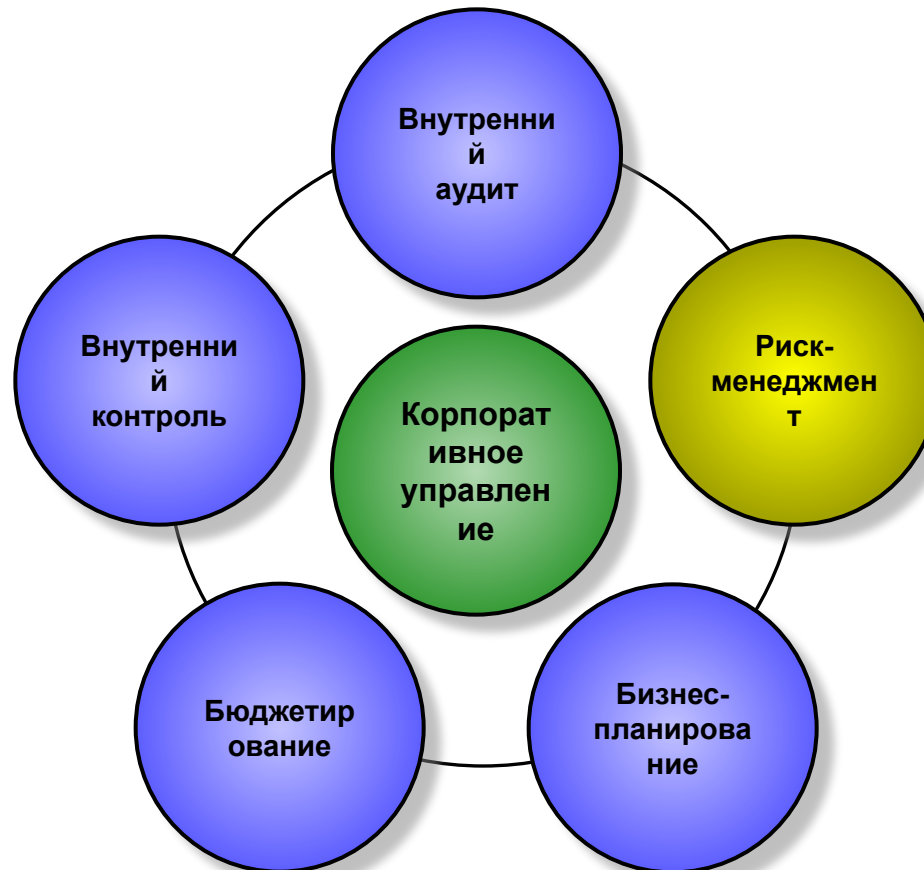 Внутренни
й
аудит
Внутренни
й
контроль
Риск-
менеджмен
т
Корпорат
ивное
управлен
ие
Бюджетир
ование
Бизнес-
планирова
ние